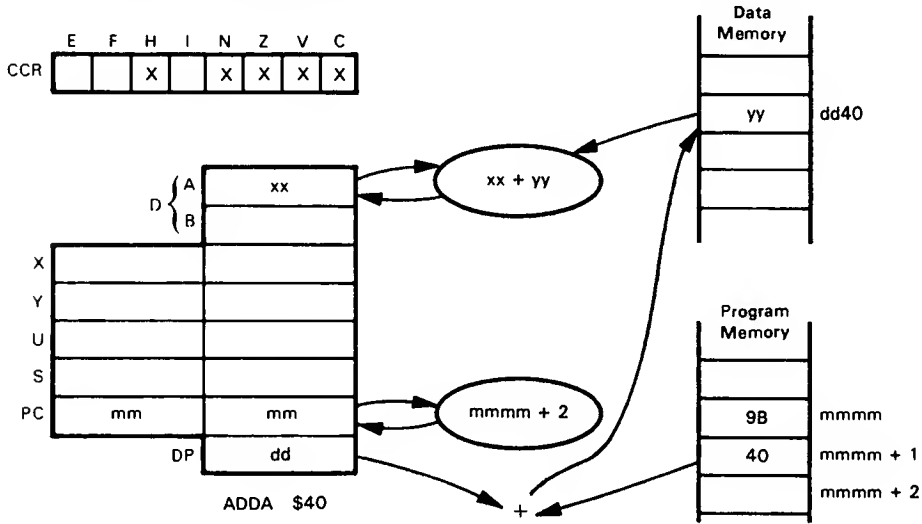 E F H I N Z V C
CCR X X X X X
Data
Memory
yy dd40
D { A xx
B
xx + yy
X
Y
U
S
PC mm mm
mmmm + 2
DP dd
ADDA $40
+
Program
Memory
9B mmmm
40 mmmm + 1
mmmm + 2